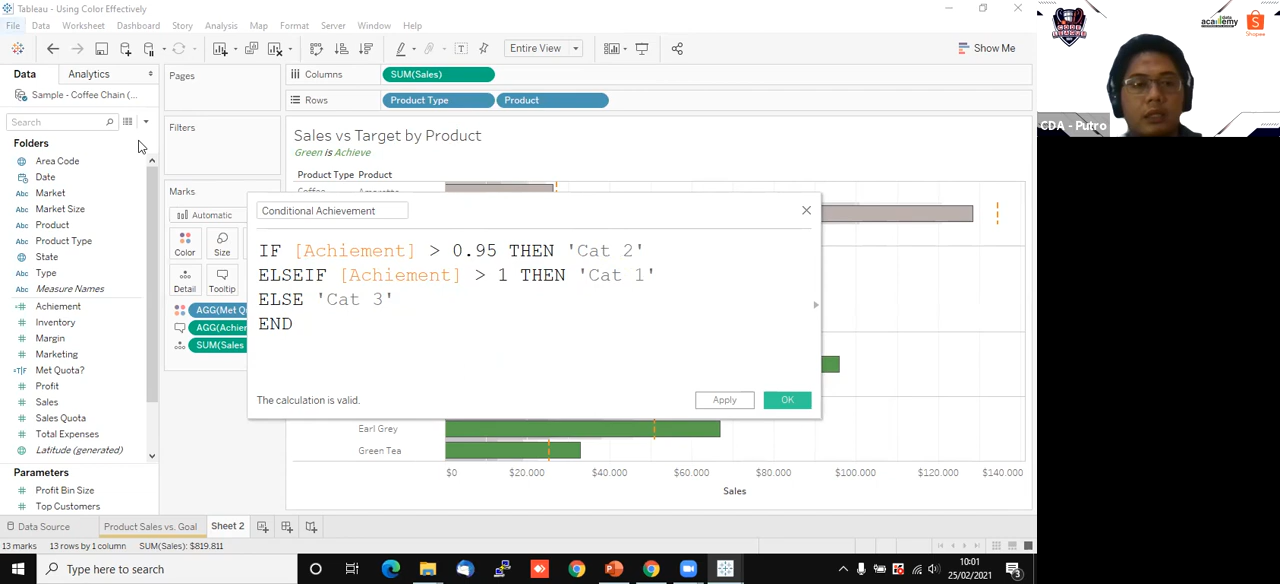 Tableau - Using Color Effectively
File Data Worksheet Dashboard Story Analysis Map Format Server Window Help
Entire View
Show Me
Data Analytics
Pages
Columns SUM(Sales)
Sample - Coffee Chain (...
Rows Product Type Product
Search
Filters
Sales vs Target by Product
Green is Achieve
Folders
Area Code
Date
Market
Market Size
Product
Product Type
State
Type
Measure Names
Achiement
Inventory
Margin
Marketing
Met Quota?
Profit
Sales
Sales Quota
Total Expenses
Latitude (generated)
Parameters
Profit Bin Size
Top Customers
Marks
Automatic
Color Size
Detail Tooltip
AGG(Met Q
AGG(Achie
SUM(Sales
Product Type Product
Conditional Achievement
IF [Achiement] > 0.95 THEN 'Cat 2'
ELSEIF [Achiement] > 1 THEN 'Cat 1'
ELSE 'Cat 3'
END
The calculation is valid.
Apply OK
Earl Grey
Green Tea
$0 $20.000 $40.000 $60.000 $80.000 $100.000 $120.000 $140.000
Sales
Data Source Product Sales vs. Goal Sheet 2
13 marks 13 rows by 1 column SUM(Sales): $819.811
Type here to search
10:01
25/02/2021
3
CODE LEAGUE
data academy
Shopee
CDA - Putro